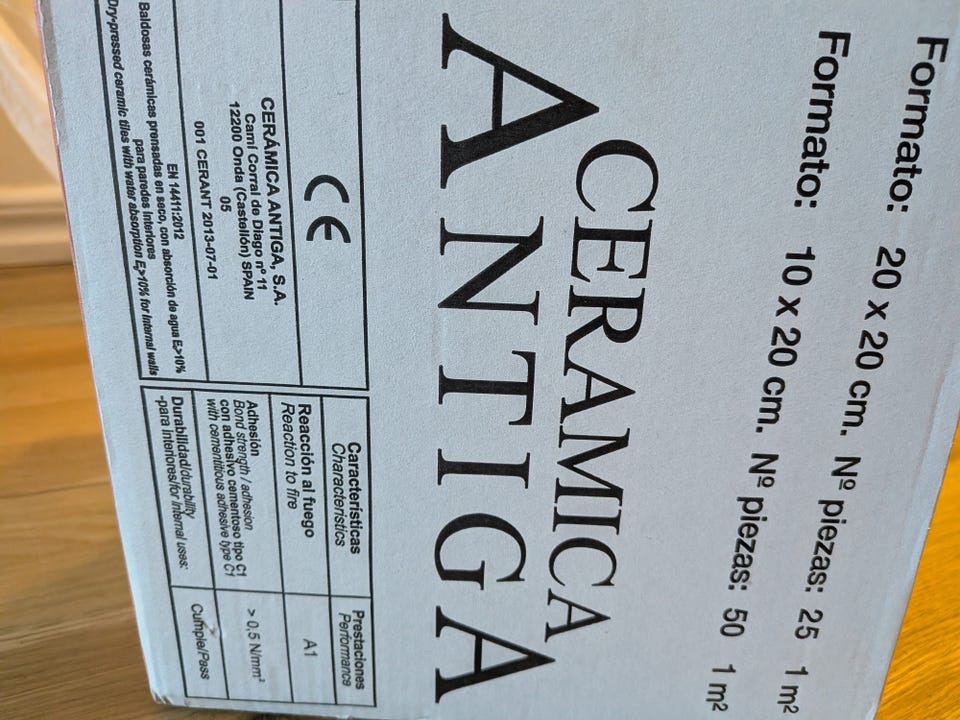 Formato: 20 x 20 cm. Nº piezas: 25 1 m²
Formato: 10 x 20 cm. Nº piezas: 50 1 m²
CERAMICA
ANTIGA
CE
CERÁMICA ANTIGA, S.A.
Camí Corral de Diago nº 11
12200 Onda (Castellón) SPAIN
05
001 CERANT 2013-07-01
EN 14411:2012
Baldosas cerámicas prensadas en seco, con absorción de agua Eb>10%
para paredes interiores
Dry-pressed ceramic tiles with water absorption Eb>10% for internal walls
Características
Characteristics
Prestaciones
Performance
Reacción al fuego
Reaction to fire
A1
Adhesión
Bond strength / adhesion
con adhesivo cementoso tipo C1
with cementitious adhesive type C1
> 0,5 N/mm²
Durabilidad/durability
-para interiores/for internal uses:
Cumple/Pass